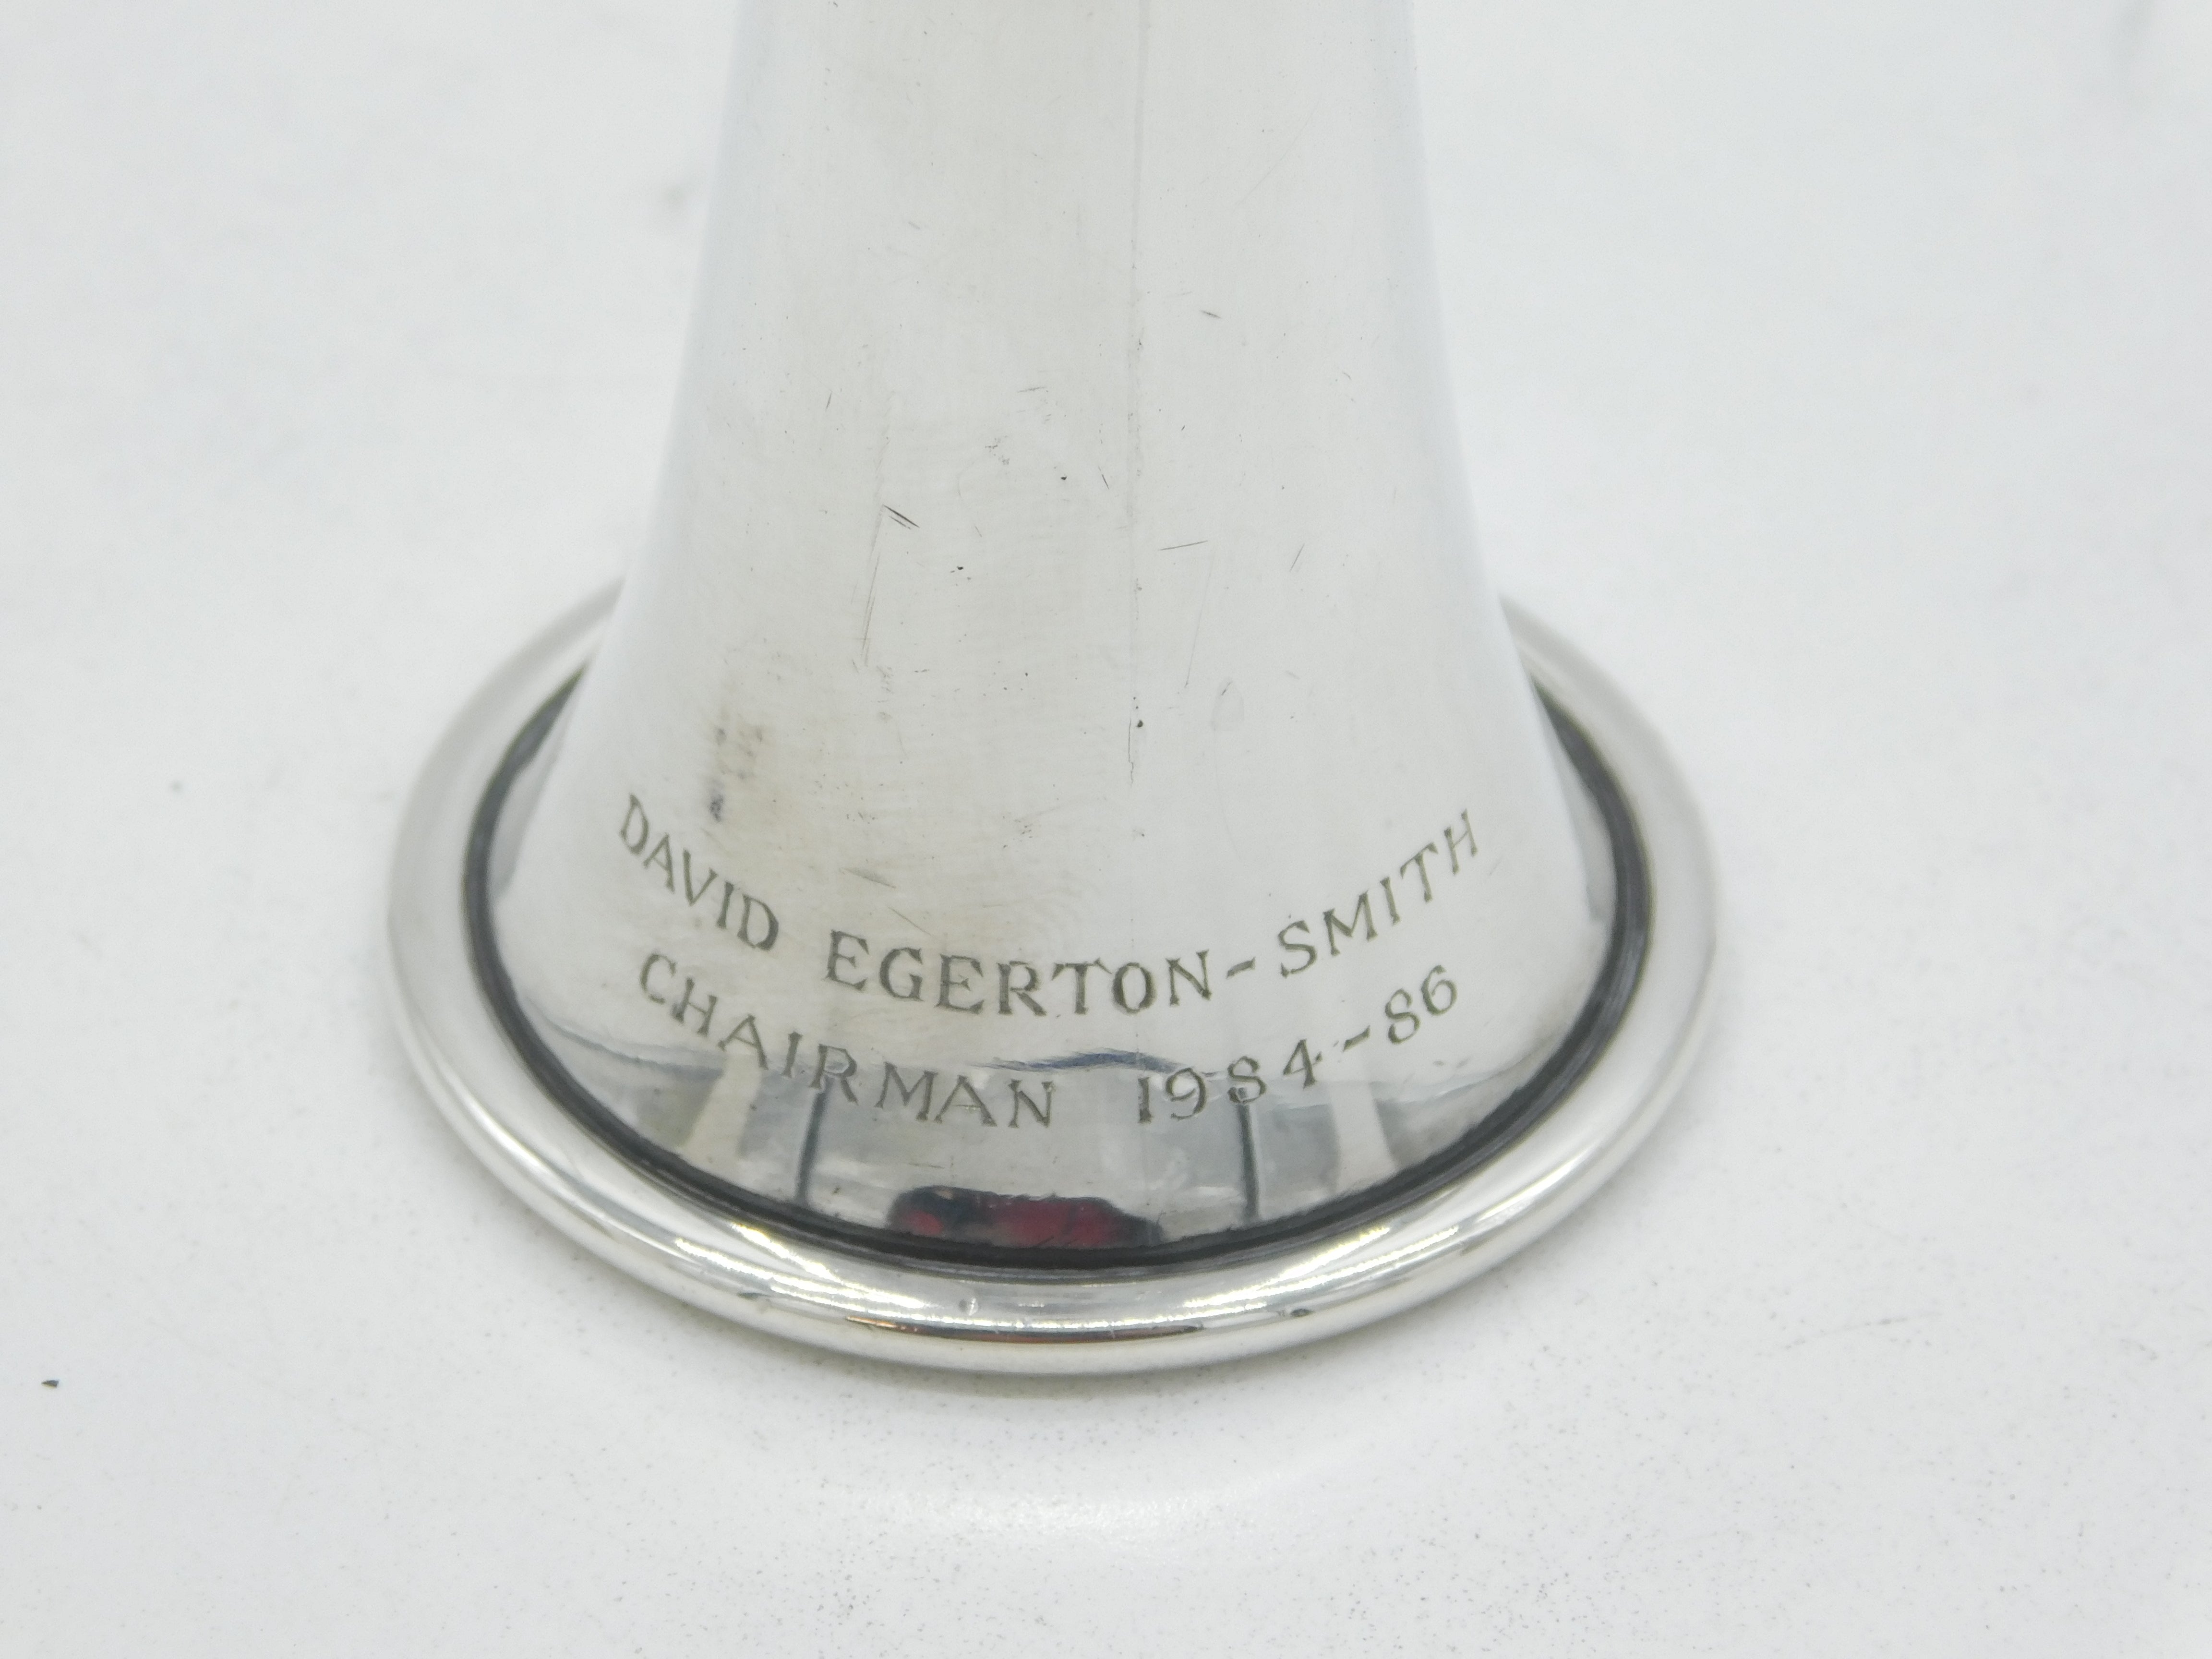 DAVID EGERTON-SMITH
CHAIRMAN 1984-86